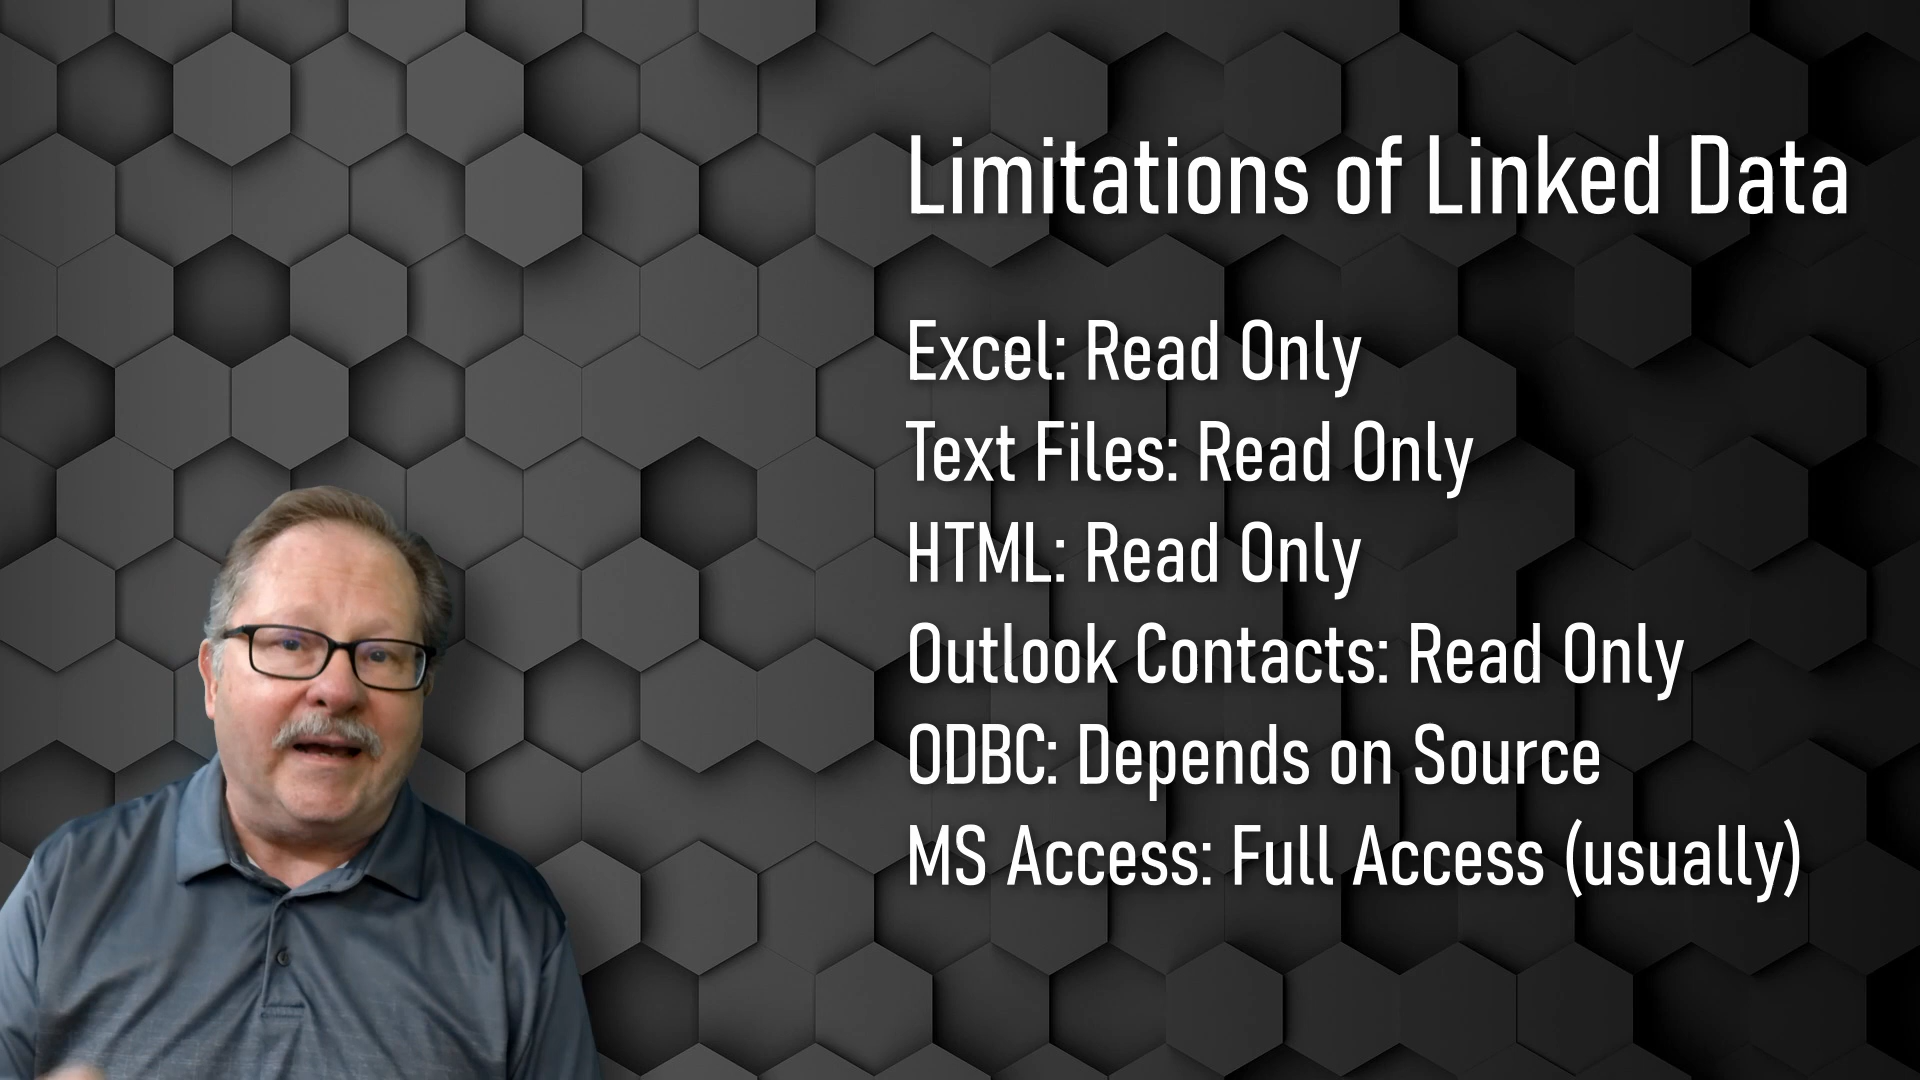 Limitations of Linked Data
Excel: Read Only
Text Files: Read Only
HTML: Read Only
Outlook Contacts: Read Only
ODBC: Depends on Source
MS Access: Full Access (usually)